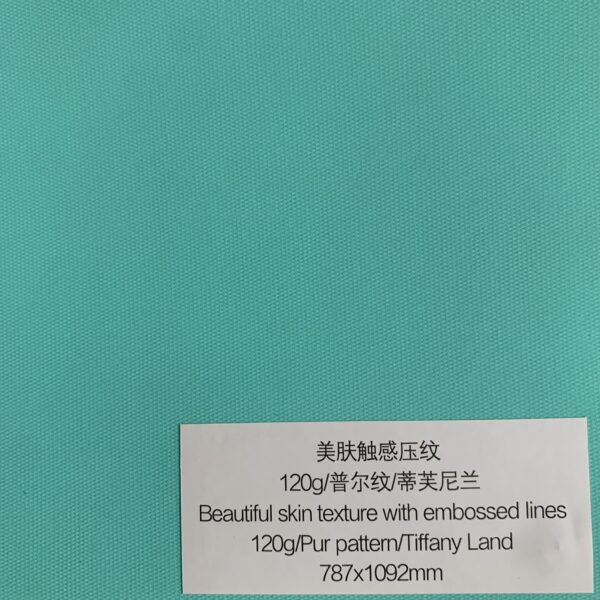 美肤触感压纹
120g/普尔纹/蒂芙尼兰
Beautiful skin texture with embossed lines
120g/Pur pattern/Tiffany Land
787x1092mm